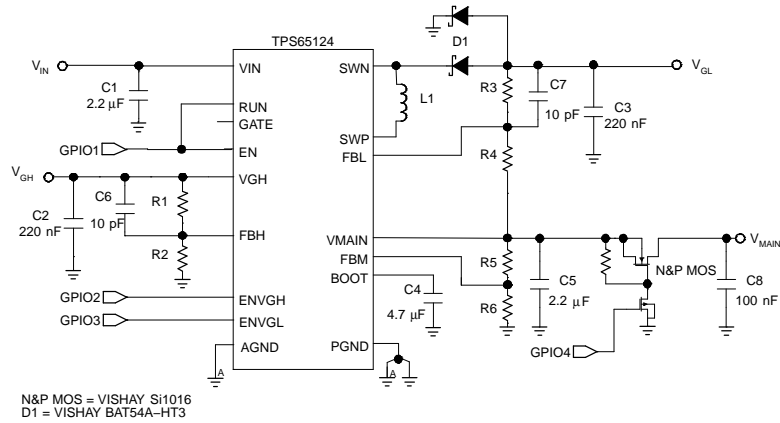 TPS65124
D1
V_IN
VIN
SWN
V_GL
C1
2.2 μF
R3
C7
10 pF
C3
220 nF
L1
RUN
GATE
SWP
GPIO1
EN
FBL
R4
V_GH
VGH
C6
10 pF
R1
C2
220 nF
FBH
R2
VMAIN
V_MAIN
FBM
R5
C5
2.2 μF
N&P MOS
C8
100 nF
BOOT
C4
4.7 μF
R6
GPIO2
ENVGH
GPIO3
ENVGL
GPIO4
AGND
PGND
A
A
N&P MOS = VISHAY Si1016
D1 = VISHAY BAT54A−HT3